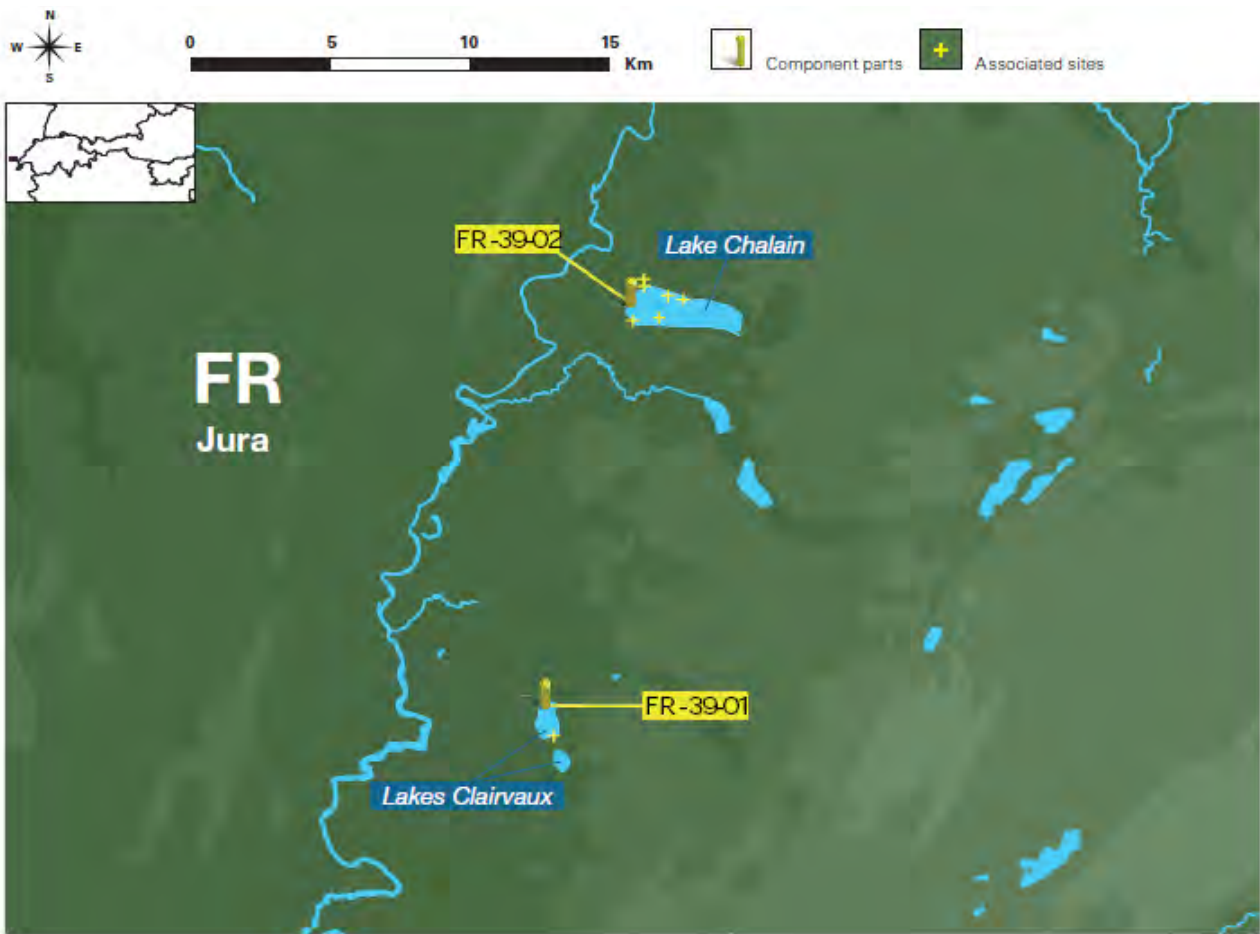 N
W E
S
0 5 10 15
Km
Component parts
Associated sites
FR-39-02
Lake Chalain
FR
Jura
FR-39-01
Lakes Clairvaux